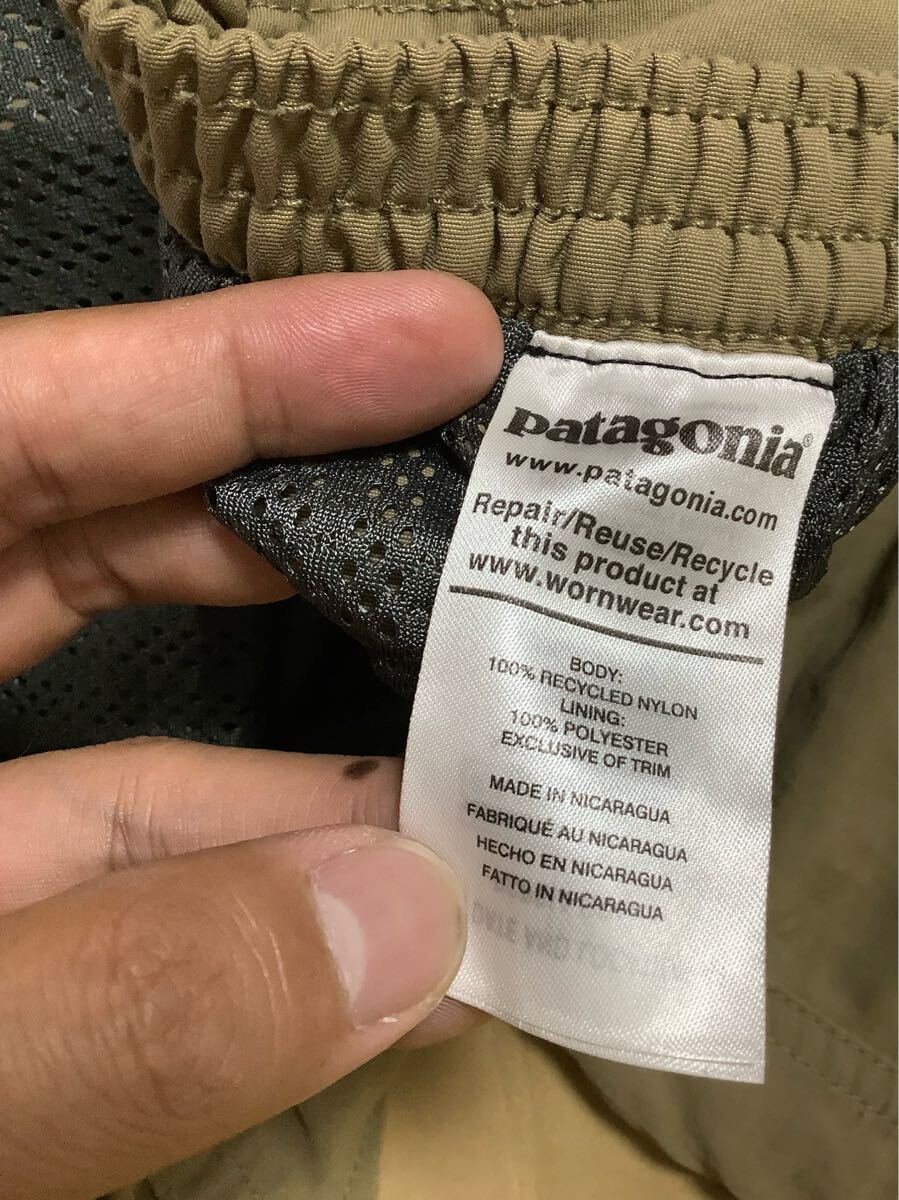 patagonia®
www.patagonia.com
Repair/Reuse/Recycle
this product at
www.wornwear.com
BODY:
100% RECYCLED NYLON
LINING:
100% POLYESTER
EXCLUSIVE OF TRIM
MADE IN NICARAGUA
FABRIQUÉ AU NICARAGUA
HECHO EN NICARAGUA
FATTO IN NICARAGUA